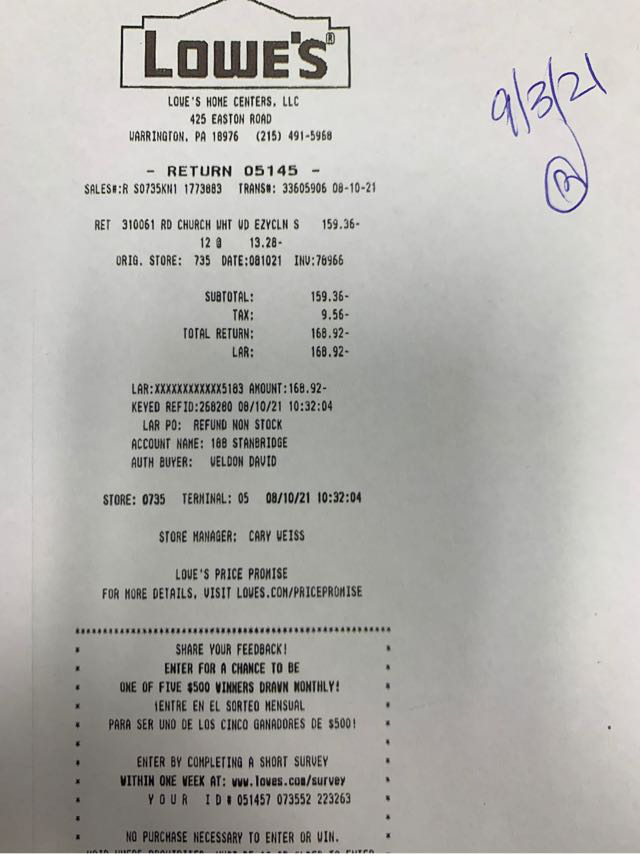 LOWE'S®
9/3/21
LOWE'S HOME CENTERS, LLC
425 EASTON ROAD
WARRINGTON, PA 18976 (215) 491-5968
- RETURN 05145 -
SALES#:R S0735KN1 1773883 TRANS#: 33605906 08-10-21
RET 310061 RD CHURCH WHT WD EZYCLN S 159.36-
12 @ 13.28-
ORIG. STORE: 735 DATE:081021 INV:76966
SUBTOTAL: 159.36-
TAX: 9.56-
TOTAL RETURN: 168.92-
LAR: 168.92-
LAR:XXXXXXXXXXXX5183 AMOUNT:168.92-
KEYED REFID:268280 08/10/21 10:32:04
LAR PO: REFUND NON STOCK
ACCOUNT NAME: 188 STANBRIDGE
AUTH BUYER: WELDON DAVID
STORE: 0735 TERMINAL: 05 08/10/21 10:32:04
STORE MANAGER: CARY WEISS
LOWE'S PRICE PROMISE
FOR MORE DETAILS, VISIT LOWES.COM/PRICEPROMISE
***********************************************
* SHARE YOUR FEEDBACK! *
* ENTER FOR A CHANCE TO BE *
* ONE OF FIVE $500 WINNERS DRAWN MONTHLY! *
* ¡ENTRE EN EL SORTEO MENSUAL *
* PARA SER UNO DE LOS CINCO GANADORES DE $500! *
* ENTER BY COMPLETING A SHORT SURVEY *
* WITHIN ONE WEEK AT: www.lowes.com/survey *
* Y O U R I D # 051457 073552 223263 *
* NO PURCHASE NECESSARY TO ENTER OR WIN. *